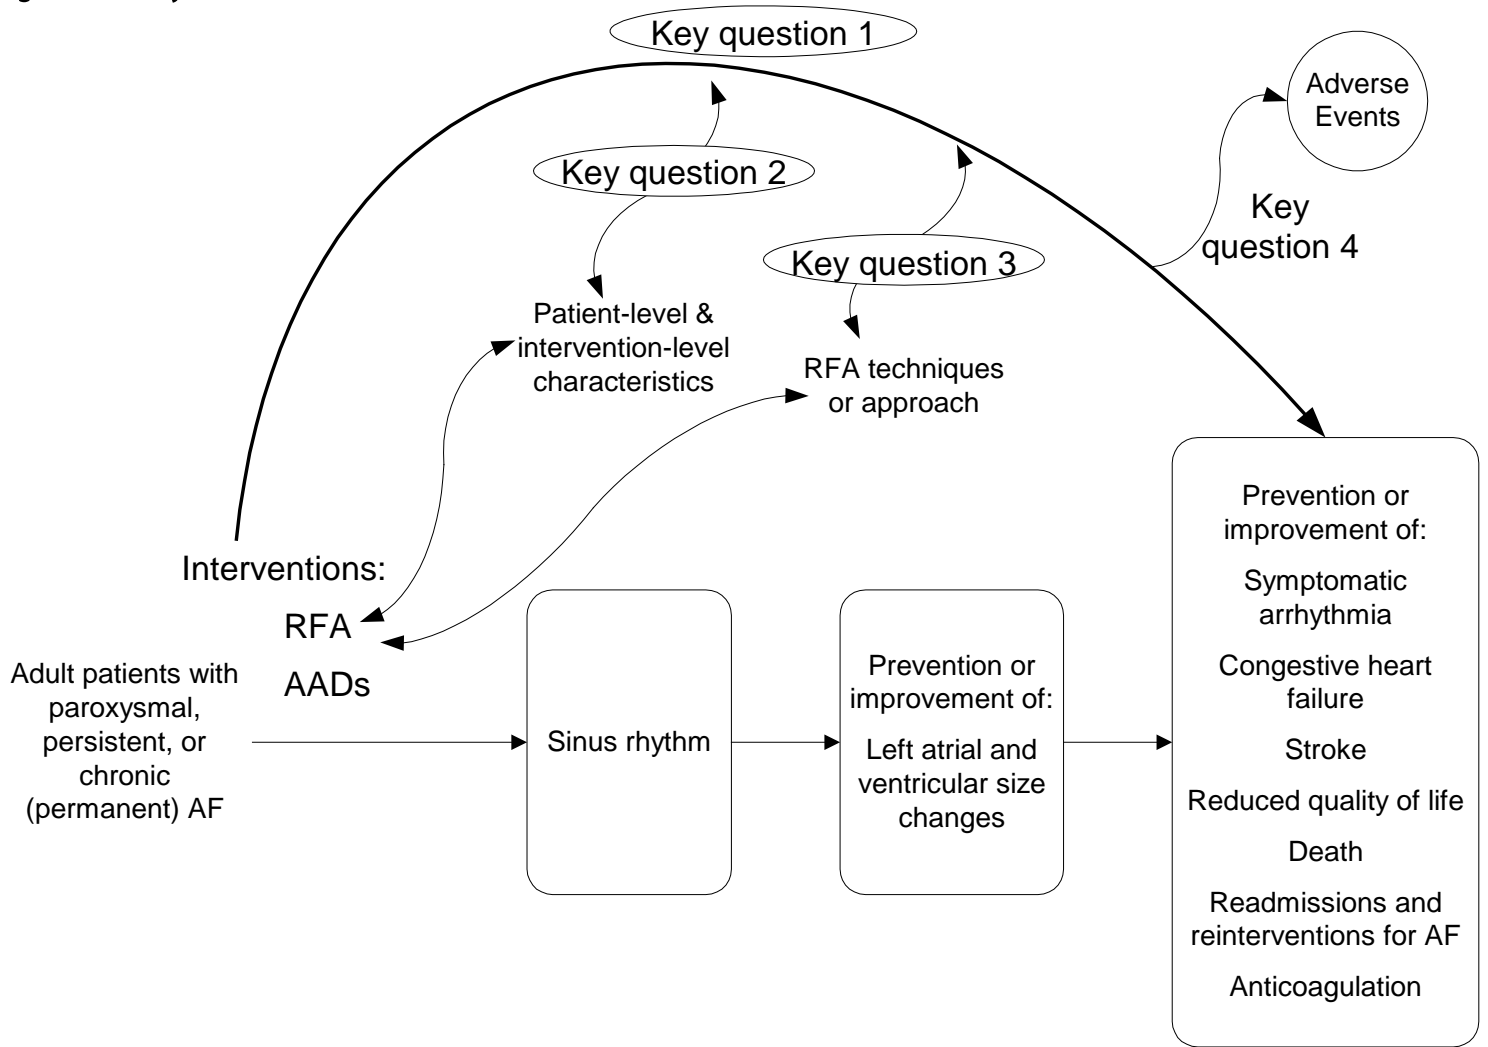 Key question 1
Adverse
Events
Key question 2
Key
question 4
Key question 3
Patient-level &
intervention-level
characteristics
RFA techniques
or approach
Interventions:
RFA
AADs
Adult patients with
paroxysmal,
persistent, or
chronic
(permanent) AF
Sinus rhythm
Prevention or
improvement of:
Left atrial and
ventricular size
changes
Prevention or
improvement of:
Symptomatic
arrhythmia
Congestive heart
failure
Stroke
Reduced quality of life
Death
Readmissions and
reinterventions for AF
Anticoagulation